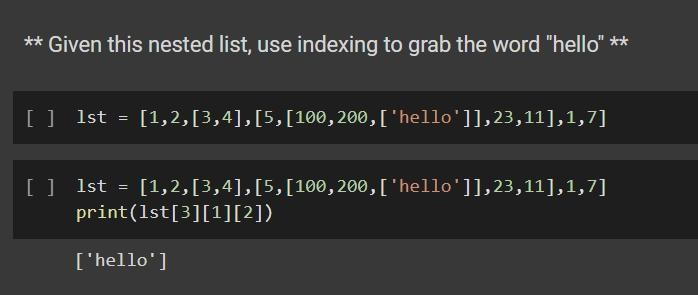 ** Given this nested list, use indexing to grab the word "hello" **
[ ] lst = [1,2,[3,4],[5,[100,200,['hello']],23,11],1,7]
[ ] lst = [1,2,[3,4],[5,[100,200,['hello']],23,11],1,7]
print(lst[3][1][2])
['hello']